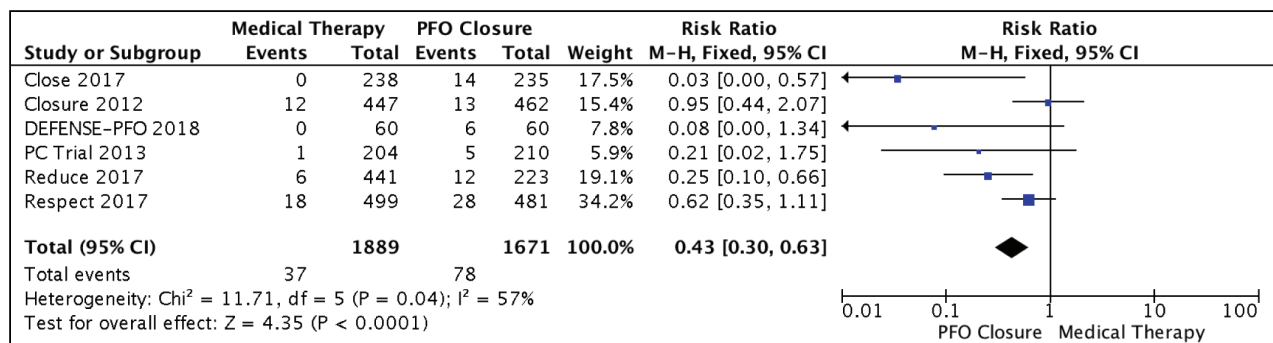 Medical Therapy PFO Closure Risk Ratio Risk Ratio
Study or Subgroup Events Total Events Total Weight M-H, Fixed, 95% CI M-H, Fixed, 95% CI
Close 2017 0 238 14 235 17.5% 0.03 [0.00, 0.57]
Closure 2012 12 447 13 462 15.4% 0.95 [0.44, 2.07]
DEFENSE-PFO 2018 0 60 6 60 7.8% 0.08 [0.00, 1.34]
PC Trial 2013 1 204 5 210 5.9% 0.21 [0.02, 1.75]
Reduce 2017 6 441 12 223 19.1% 0.25 [0.10, 0.66]
Respect 2017 18 499 28 481 34.2% 0.62 [0.35, 1.11]
Total (95% CI) 1889 1671 100.0% 0.43 [0.30, 0.63]
Total events 37 78
Heterogeneity: Chi² = 11.71, df = 5 (P = 0.04); I² = 57%
Test for overall effect: Z = 4.35 (P < 0.0001)
0.01 0.1 1 10 100
PFO Closure Medical Therapy